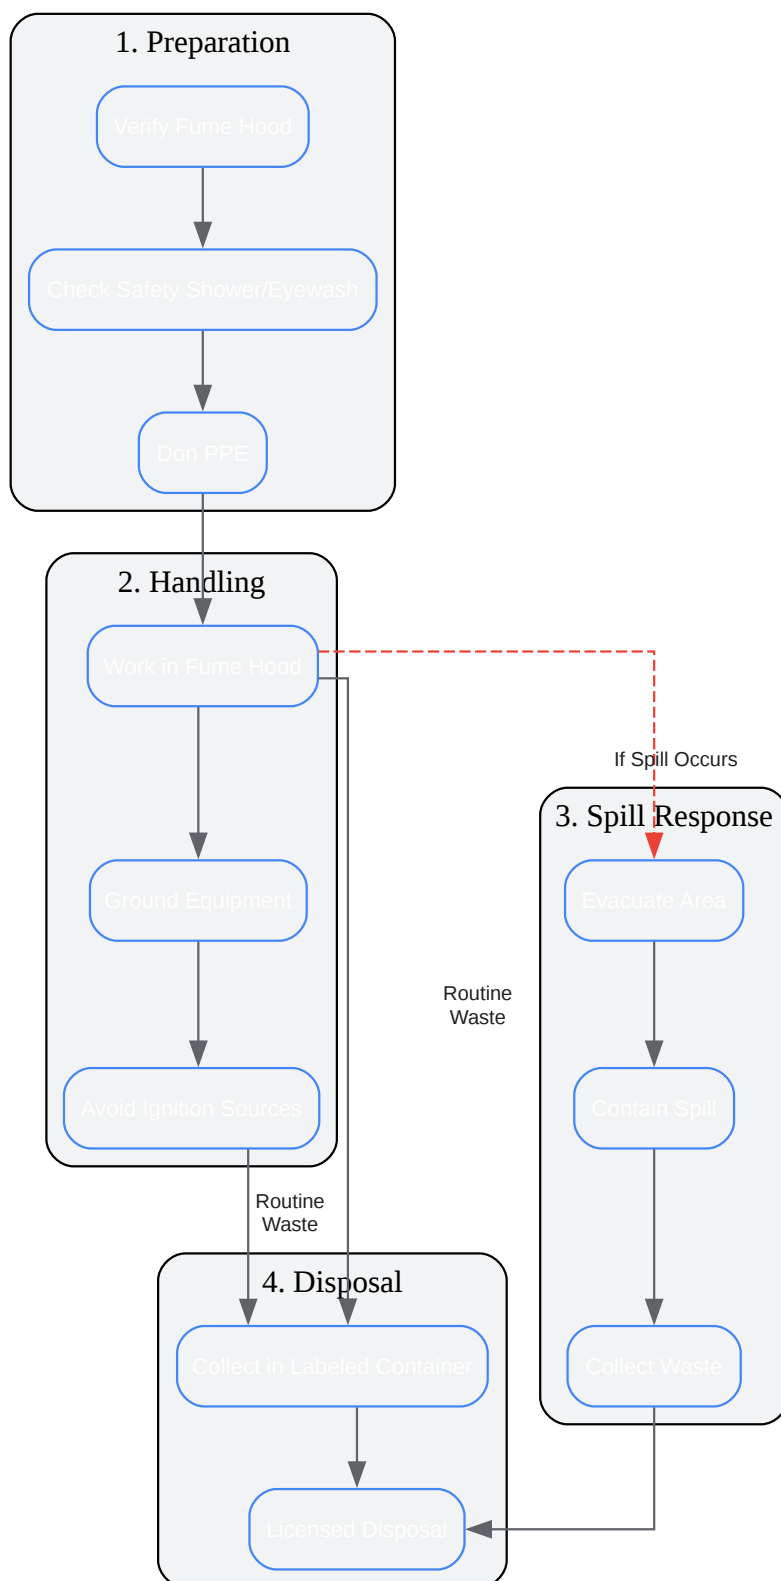 1. Preparation
Verify Fume Hood
Check Safety Shower/Eyewash
Don PPE
2. Handling
Work in Fume Hood
If Spill Occurs
3. Spill Response
Ground Equipment
Evacuate Area
Routine
Waste
Avoid Ignition Sources
Contain Spill
Routine
Waste
4. Disposal
Collect in Labeled Container
Collect Waste
Licensed Disposal